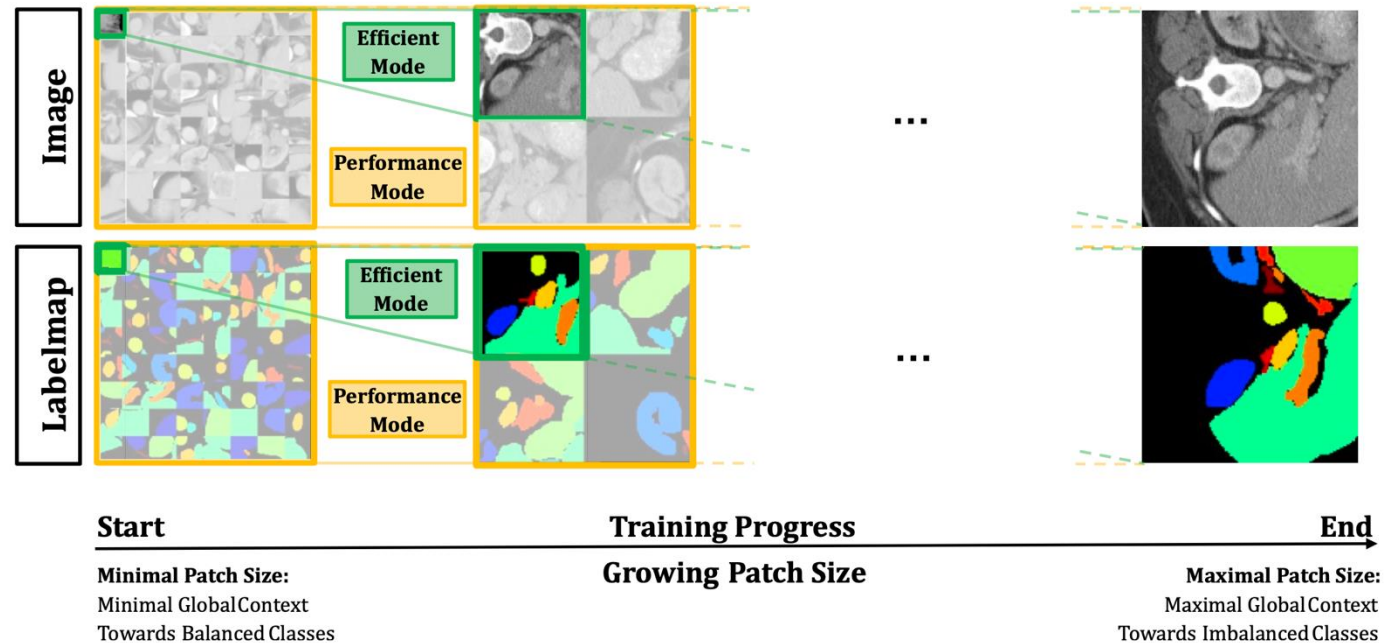 Image
Efficient
Mode
Performance
Mode
...
Labelmap
Efficient
Mode
Performance
Mode
...
Start
Training Progress
End
Growing Patch Size
Minimal Patch Size:
Minimal Global Context
Towards Balanced Classes
Maximal Patch Size:
Maximal Global Context
Towards Imbalanced Classes